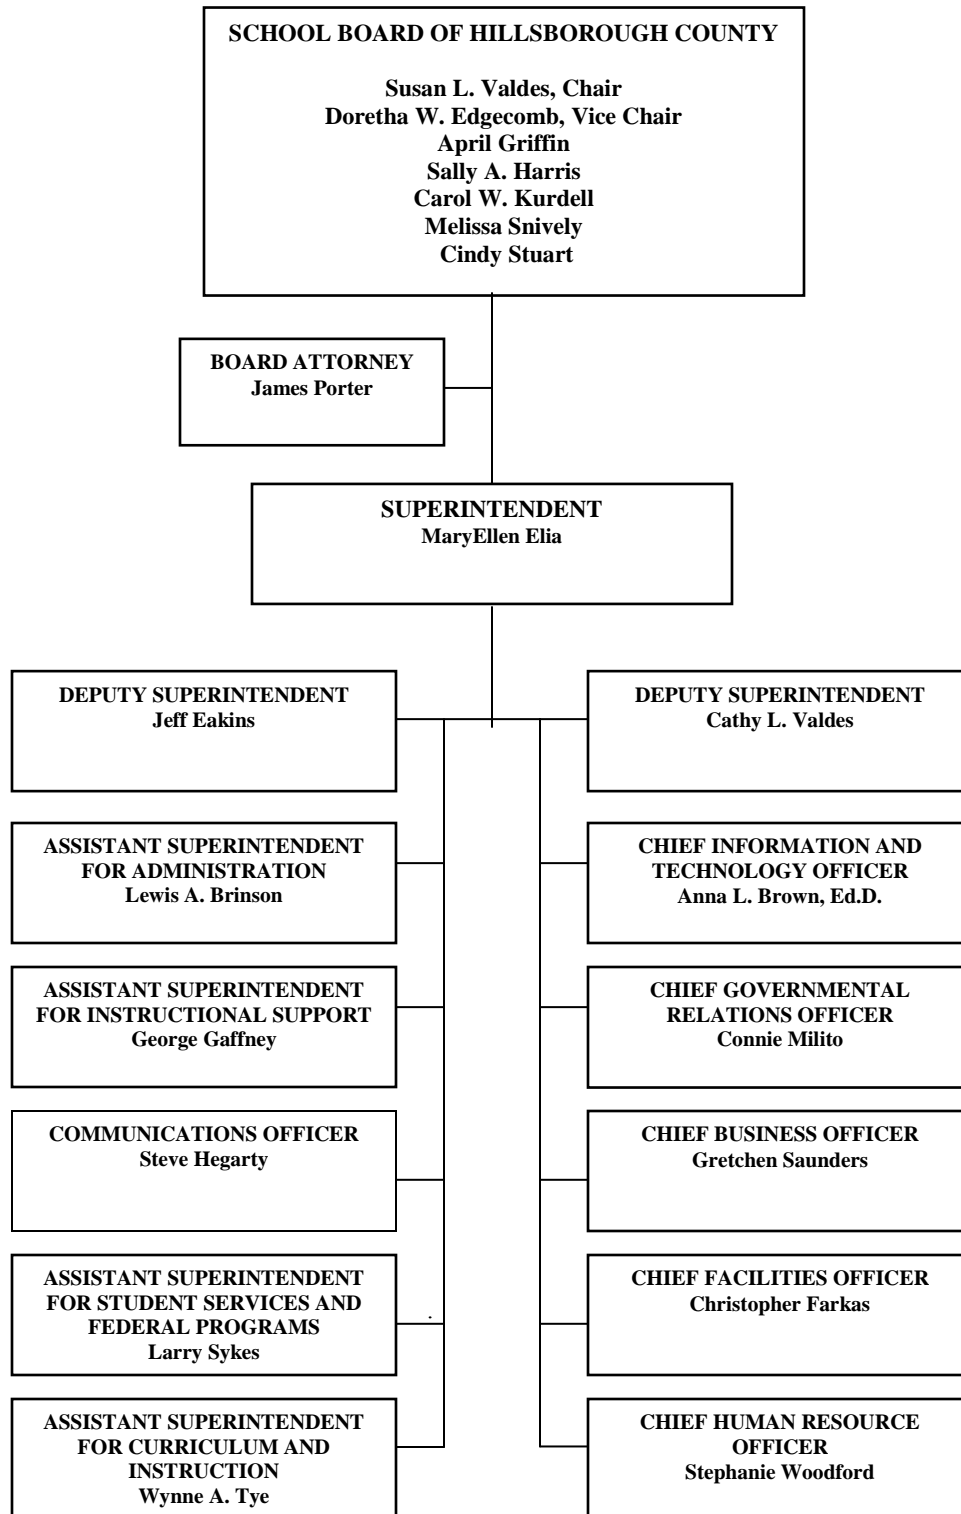 SCHOOL BOARD OF HILLSBOROUGH COUNTY
Susan L. Valdes, Chair
Doretha W. Edgecomb, Vice Chair
April Griffin
Sally A. Harris
Carol W. Kurdell
Melissa Snively
Cindy Stuart
BOARD ATTORNEY
James Porter
SUPERINTENDENT
MaryEllen Elia
DEPUTY SUPERINTENDENT
Jeff Eakins
DEPUTY SUPERINTENDENT
Cathy L. Valdes
ASSISTANT SUPERINTENDENT
FOR ADMINISTRATION
Lewis A. Brinson
CHIEF INFORMATION AND
TECHNOLOGY OFFICER
Anna L. Brown, Ed.D.
ASSISTANT SUPERINTENDENT
FOR INSTRUCTIONAL SUPPORT
George Gaffney
CHIEF GOVERNMENTAL
RELATIONS OFFICER
Connie Milito
COMMUNICATIONS OFFICER
Steve Hegarty
CHIEF BUSINESS OFFICER
Gretchen Saunders
ASSISTANT SUPERINTENDENT
FOR STUDENT SERVICES AND
FEDERAL PROGRAMS
Larry Sykes
CHIEF FACILITIES OFFICER
Christopher Farkas
ASSISTANT SUPERINTENDENT
FOR CURRICULUM AND
INSTRUCTION
Wynne A. Tye
CHIEF HUMAN RESOURCE
OFFICER
Stephanie Woodford